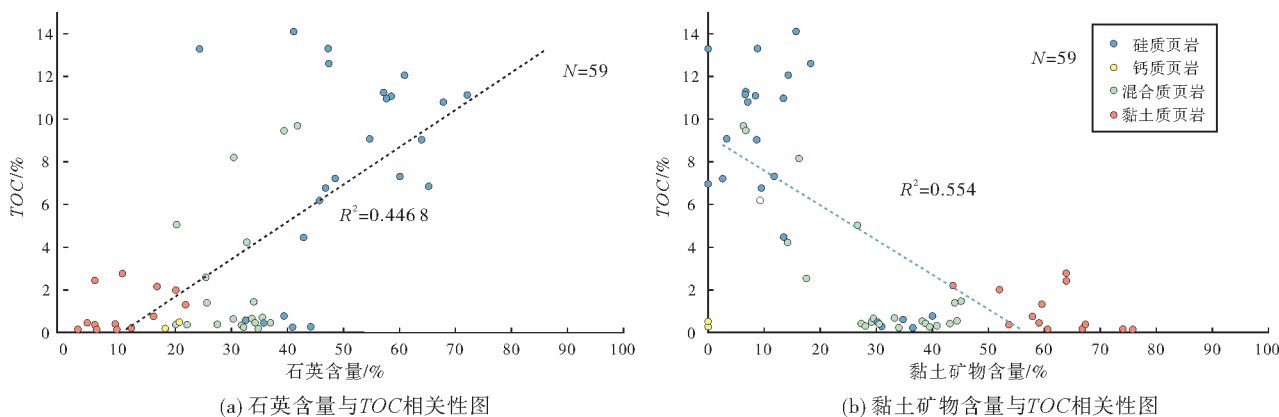 14
12
10
8
6
4
2
0
TOC/%
N=59
R²=0.446 8
0 10 20 30 40 50 60 70 80 90 100
石英含量/%
(a) 石英含量与TOC相关性图
14
12
10
8
6
4
2
0
TOC/%
N=59
硅质页岩
钙质页岩
混合质页岩
黏土质页岩
R²=0.554
0 10 20 30 40 50 60 70 80 90 100
黏土矿物含量/%
(b) 黏土矿物含量与TOC相关性图